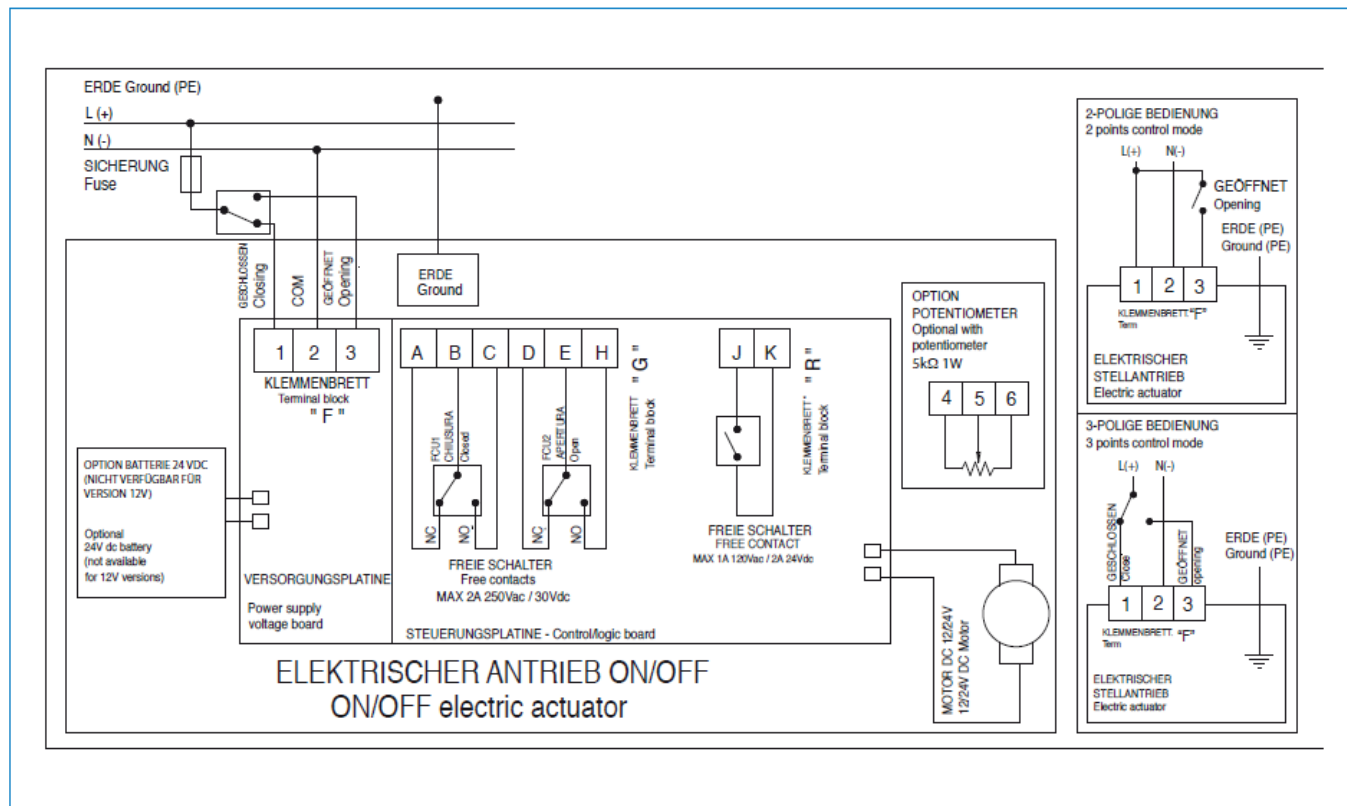 ERDE Ground (PE)
L (+)
N (-)
SICHERUNG
Fuse
GESCHLOSSEN
Closing
COM
GEÖFFNET
Opening
ERDE
Ground
1 2 3
KLEMMENBRETT
Terminal block
" F "
A B C D E H
KLEMMENBRETT " G "
Terminal block
FCU1
CHIUSURA
Closed
FCU2
APERTURA
Open
NC
NO
NC
NO
FREIE SCHALTER
Free contacts
MAX 2A 250Vac / 30Vdc
J K
KLEMMENBRETT " R "
Terminal block
FREIE SCHALTER
FREE CONTACT
MAX 1A 120Vac / 2A 24Vdc
OPTION
POTENTIOMETER
Optional with
potentiometer
5kΩ 1W
4 5 6
OPTION BATTERIE 24 VDC
(NICHT VERFÜGBAR FÜR
VERSION 12V)
Optional
24V dc battery
(not available
for 12V versions)
VERSORGUNGSPLATINE
Power supply
voltage board
STEUERUNGSPLATINE - Control/logic board
MOTOR DC 12/24V
12/24V DC Motor
ELEKTRISCHER ANTRIEB ON/OFF
ON/OFF electric actuator
2-POLIGE BEDIENUNG
2 points control mode
L(+) N(-)
GEÖFFNET
Opening
ERDE (PE)
Ground (PE)
1 2 3
KLEMMENBRETT. "F"
Term
ELEKTRISCHER
STELLANTRIEB
Electric actuator
3-POLIGE BEDIENUNG
3 points control mode
L(+) N(-)
GESCHLOSSEN
Close
GEÖFFNET
opening
ERDE (PE)
Ground (PE)
1 2 3
KLEMMENBRETT. "F"
Term
ELEKTRISCHER
STELLANTRIEB
Electric actuator